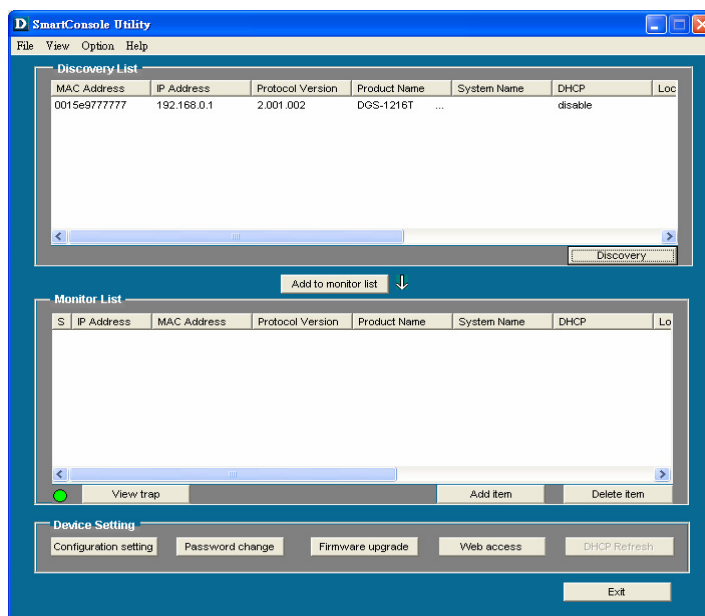 D SmartConsole Utility
File View Option Help
Discovery List
MAC Address IP Address Protocol Version Product Name System Name DHCP Loc
0015e9777777 192.168.0.1 2.001.002 DGS-1216T ... disable
Discovery
Add to monitor list
Monitor List
S IP Address MAC Address Protocol Version Product Name System Name DHCP Lo
View trap Add item Delete item
Device Setting
Configuration setting Password change Firmware upgrade Web access DHCP Refresh
Exit